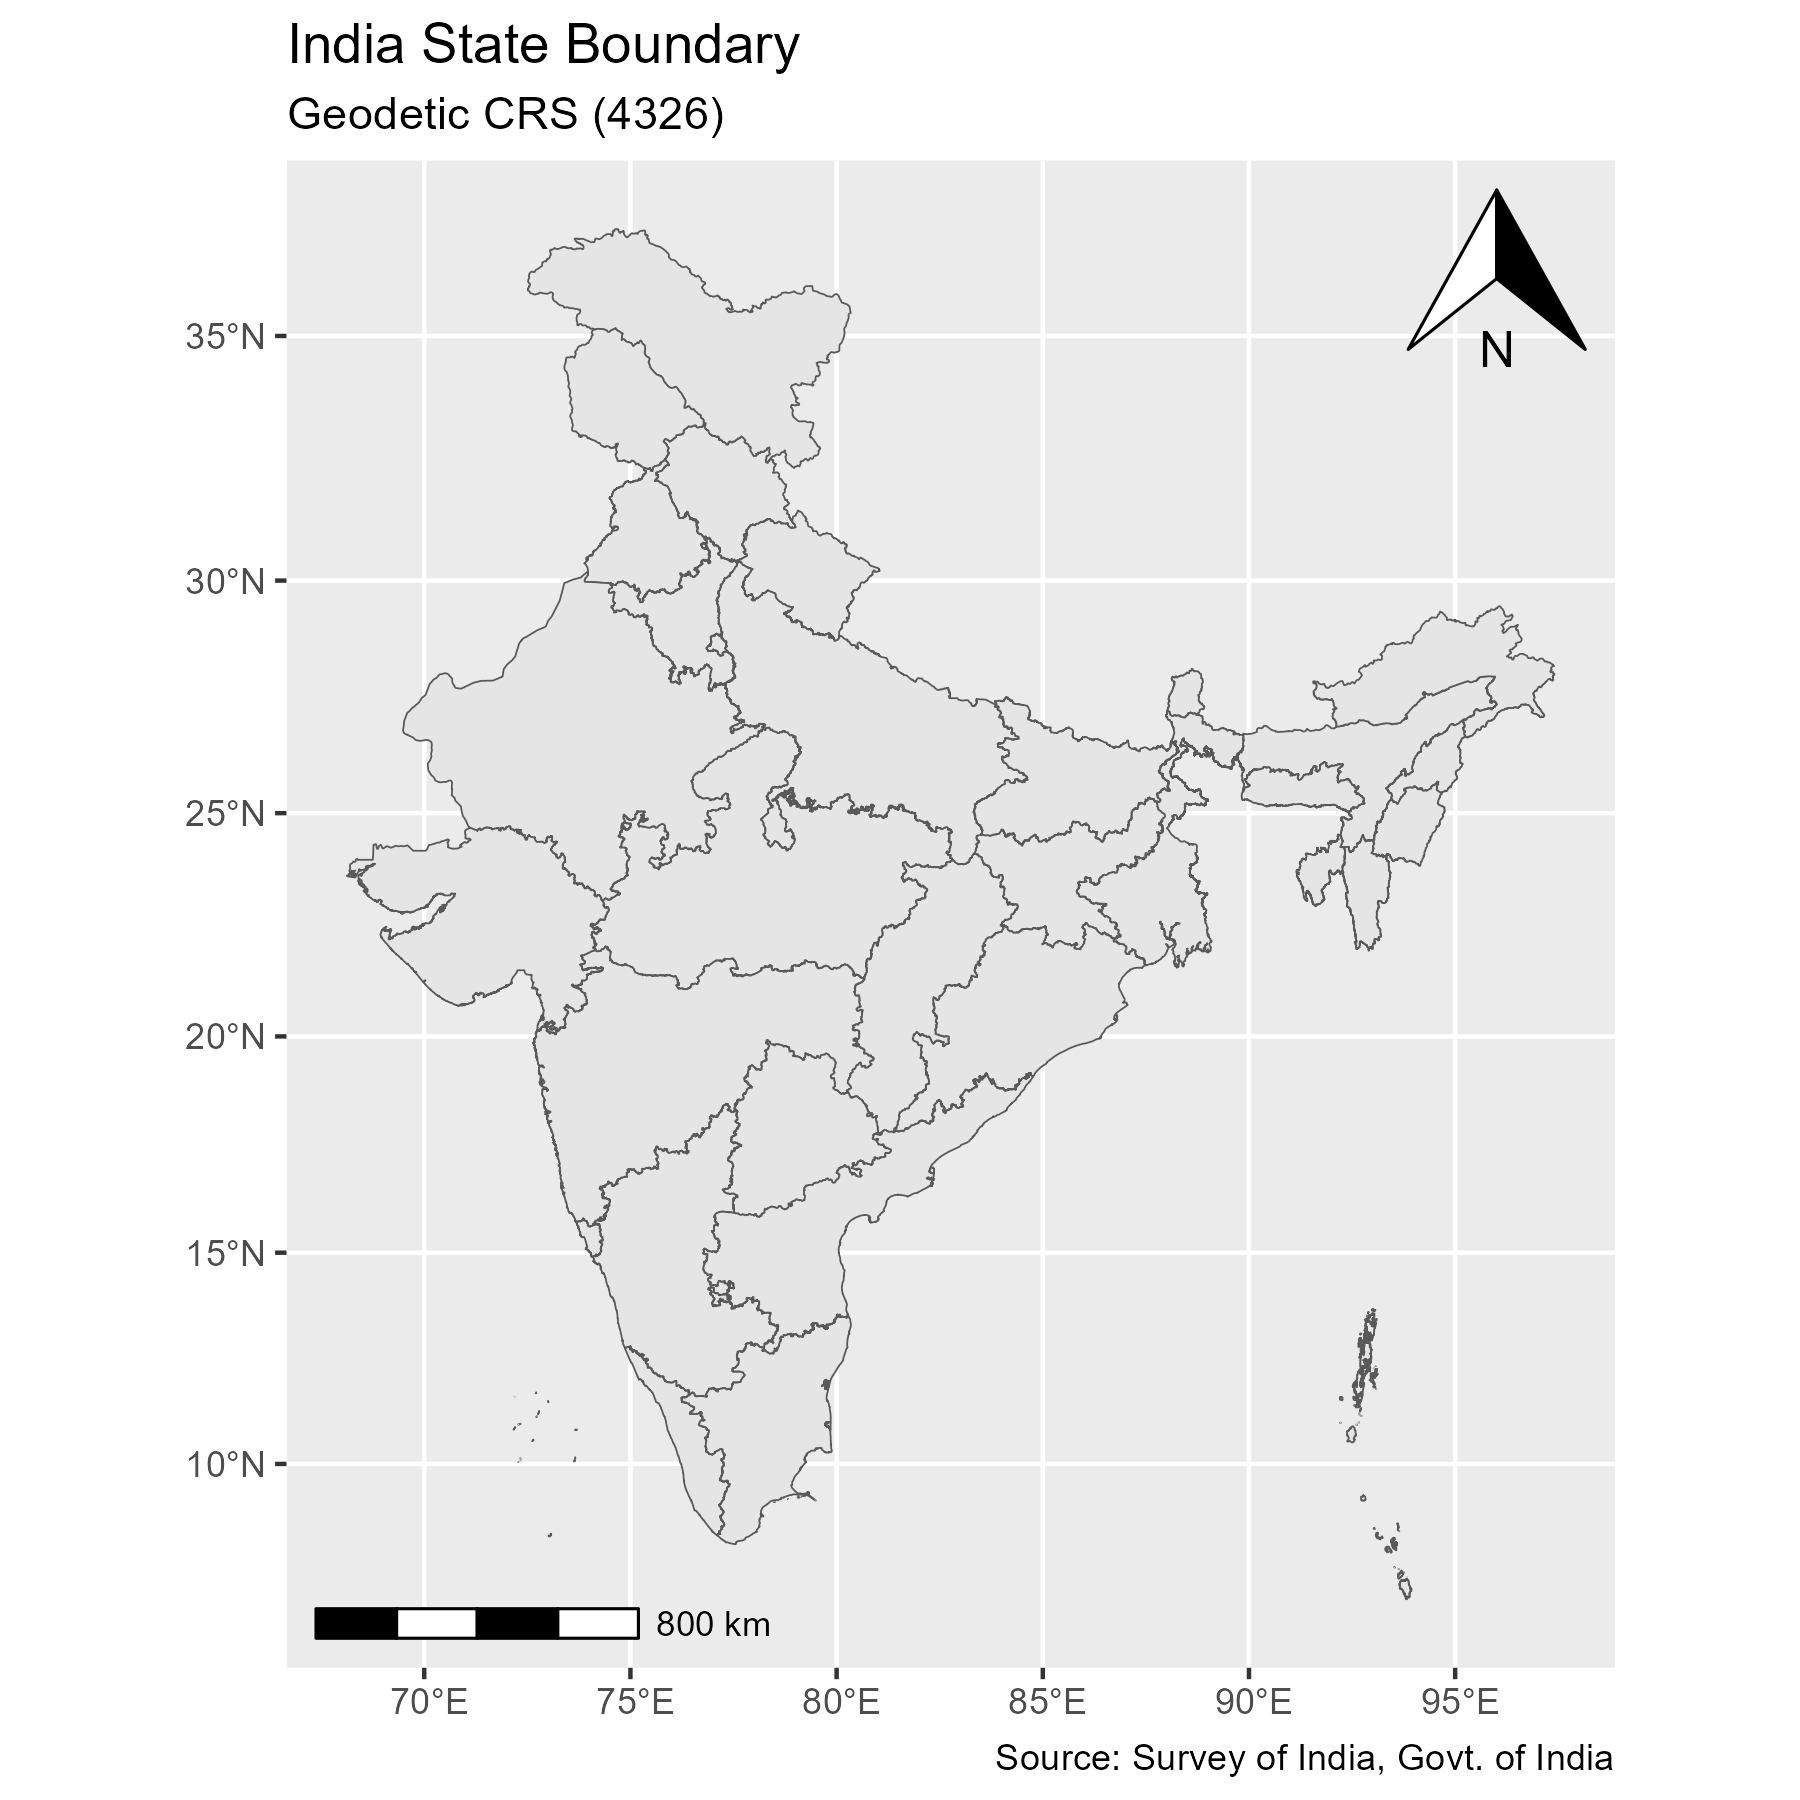 India State Boundary
Geodetic CRS (4326)
N
35°N
30°N
25°N
20°N
15°N
10°N
800 km
70°E 75°E 80°E 85°E 90°E 95°E
Source: Survey of India, Govt. of India